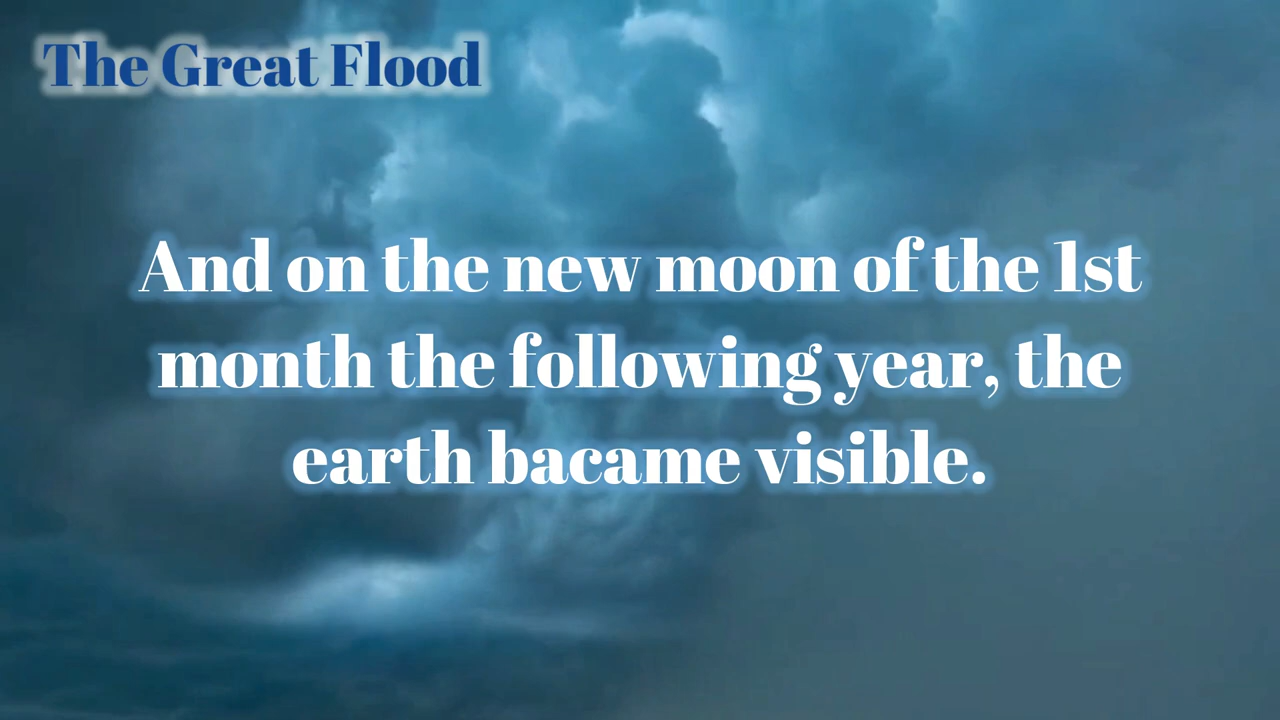 The Great Flood
And on the new moon of the 1st
month the following year, the
earth bacame visible.